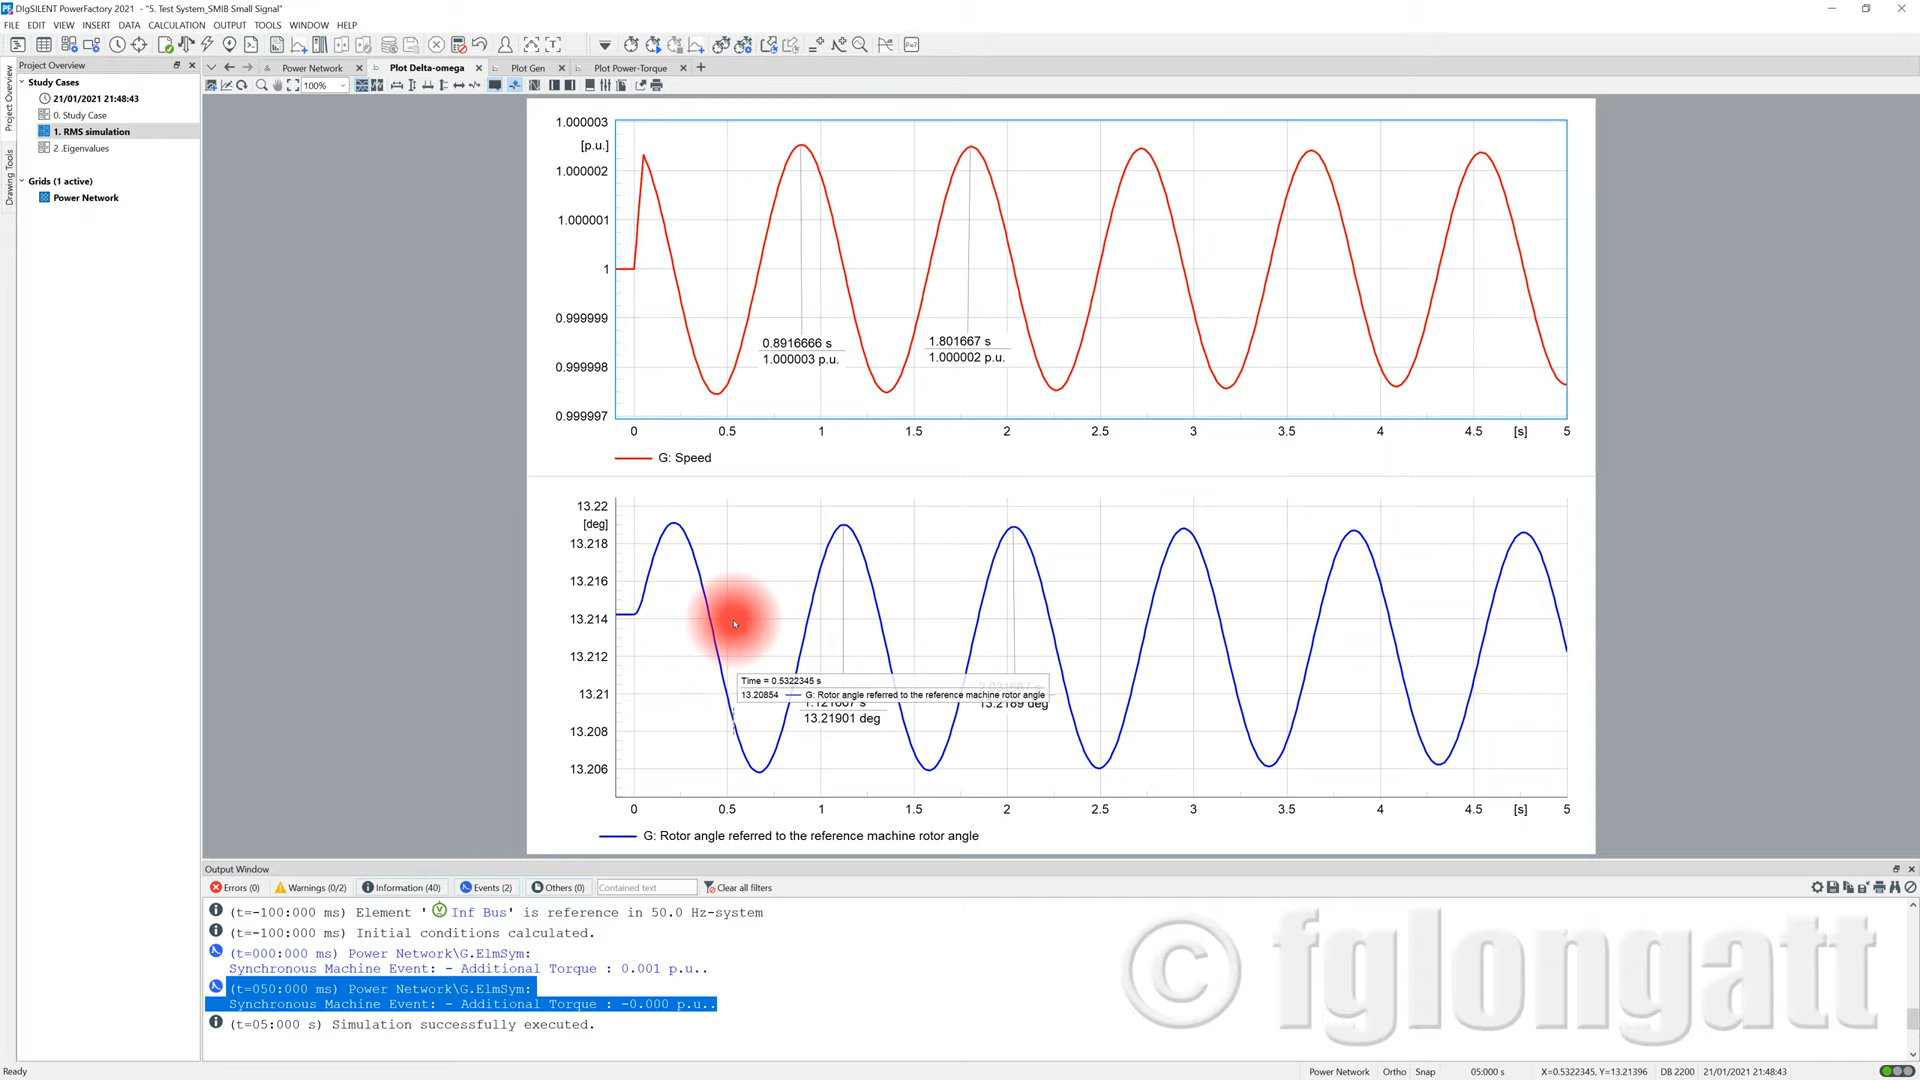 DIgSILENT PowerFactory 2021 - "5. Test System_SMIB Small Signal"
FILE EDIT VIEW INSERT DATA CALCULATION OUTPUT TOOLS WINDOW HELP
Project Overview
Power Network
Plot Delta-omega
Plot Gen
Plot Power-Torque
100%
Project Overview
Drawing Tools
Study Cases
21/01/2021 21:48:43
0. Study Case
1. RMS simulation
2 .Eigenvalues
Grids (1 active)
Power Network
1.000003
[p.u.]
1.000002
1.000001
1
0.999999
0.999998
0.999997
0.8916666 s
1.000003 p.u.
1.801667 s
1.000002 p.u.
0 0.5 1 1.5 2 2.5 3 3.5 4 4.5 [s] 5
G: Speed
13.22
[deg]
13.218
13.216
13.214
13.212
13.21
13.208
13.206
Time = 0.5322345 s
13.20854 G: Rotor angle referred to the reference machine rotor angle
1.121667 s
13.21901 deg
2.031667 s
13.2189 deg
0 0.5 1 1.5 2 2.5 3 3.5 4 4.5 [s] 5
G: Rotor angle referred to the reference machine rotor angle
Output Window
Errors (0) Warnings (0/2) Information (40) Events (2) Others (0) Contained text Clear all filters
(t=-100:000 ms) Element ' Inf Bus' is reference in 50.0 Hz-system
(t=-100:000 ms) Initial conditions calculated.
(t=000:000 ms) Power Network\G.ElmSym:
Synchronous Machine Event: - Additional Torque : 0.001 p.u..
(t=050:000 ms) Power Network\G.ElmSym:
Synchronous Machine Event: - Additional Torque : -0.000 p.u..
(t=05:000 s) Simulation successfully executed.
© fglongatt
Ready
Power Network Ortho Snap 05:000 s X=0.5322345, Y=13.21396 DB 2200 21/01/2021 21:48:43